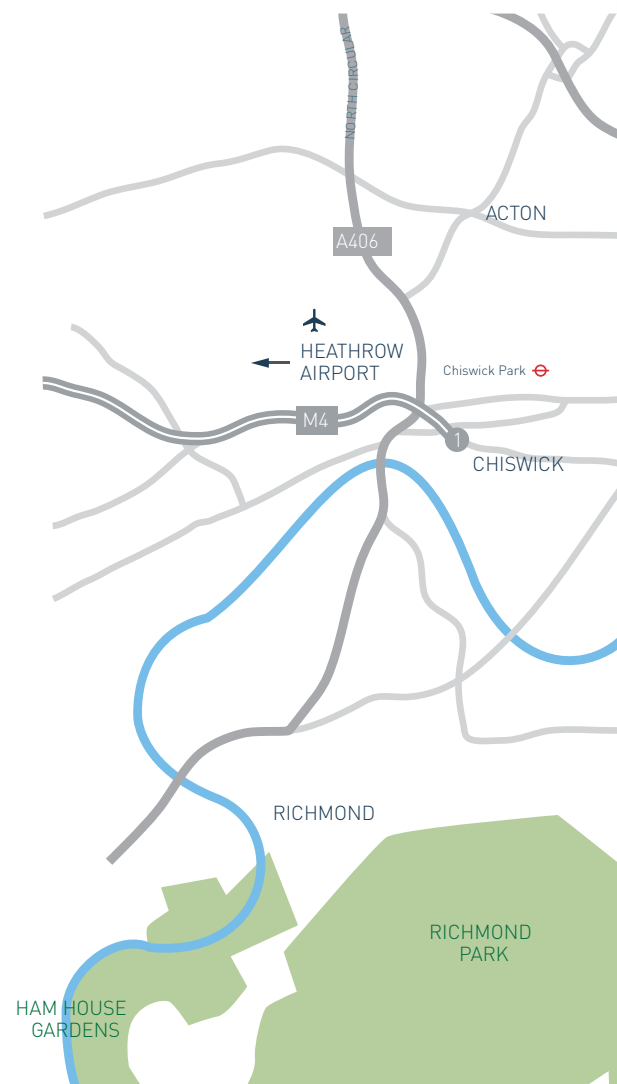 NORTH CIRCULAR
ACTON
A406
HEATHROW
AIRPORT
Chiswick Park
M4
1
CHISWICK
RICHMOND
RICHMOND
PARK
HAM HOUSE
GARDENS